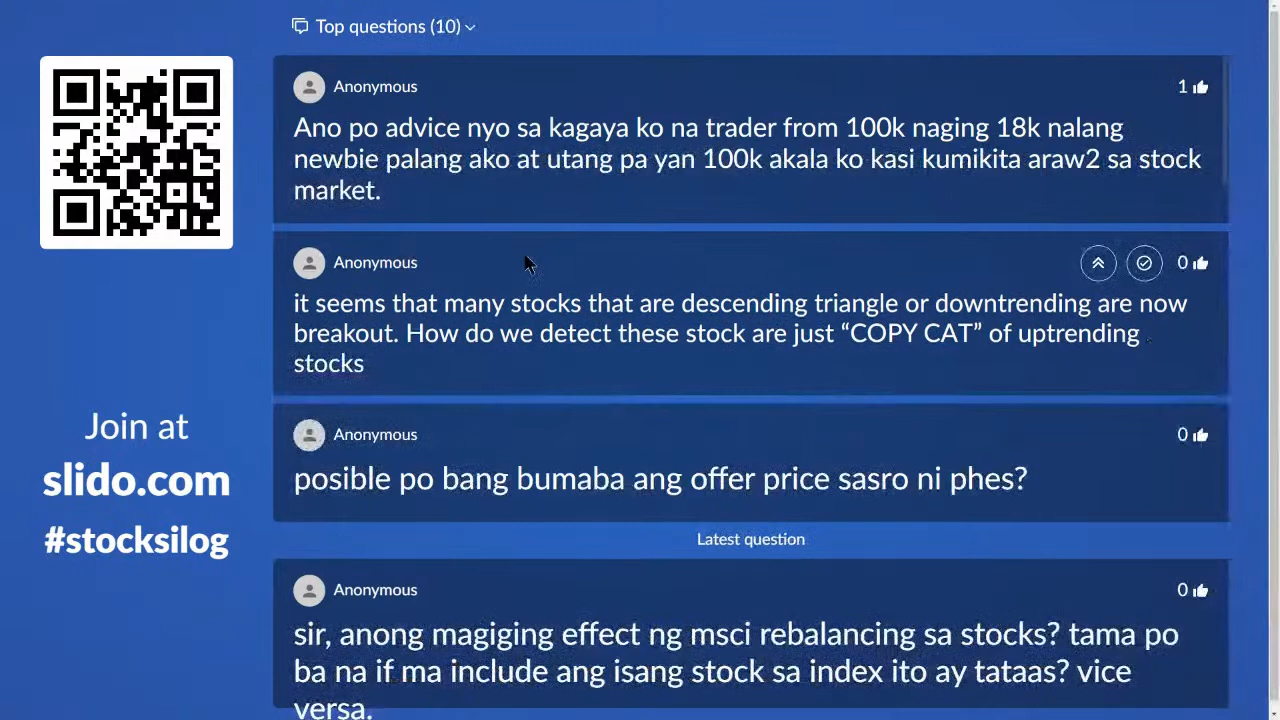 Top questions (10)
Anonymous
1
Ano po advice nyo sa kagaya ko na trader from 100k naging 18k nalang
newbie palang ako at utang pa yan 100k akala ko kasi kumikita araw2 sa stock
market.
Anonymous
0
it seems that many stocks that are descending triangle or downtrending are now
breakout. How do we detect these stock are just “COPY CAT” of uptrending
stocks
Anonymous
0
posible po bang bumaba ang offer price sasro ni phes?
Latest question
Anonymous
0
sir, anong magiging effect ng msci rebalancing sa stocks? tama po
ba na if ma include ang isang stock sa index ito ay tataas? vice
versa.
Join at
slido.com
#stocksilog